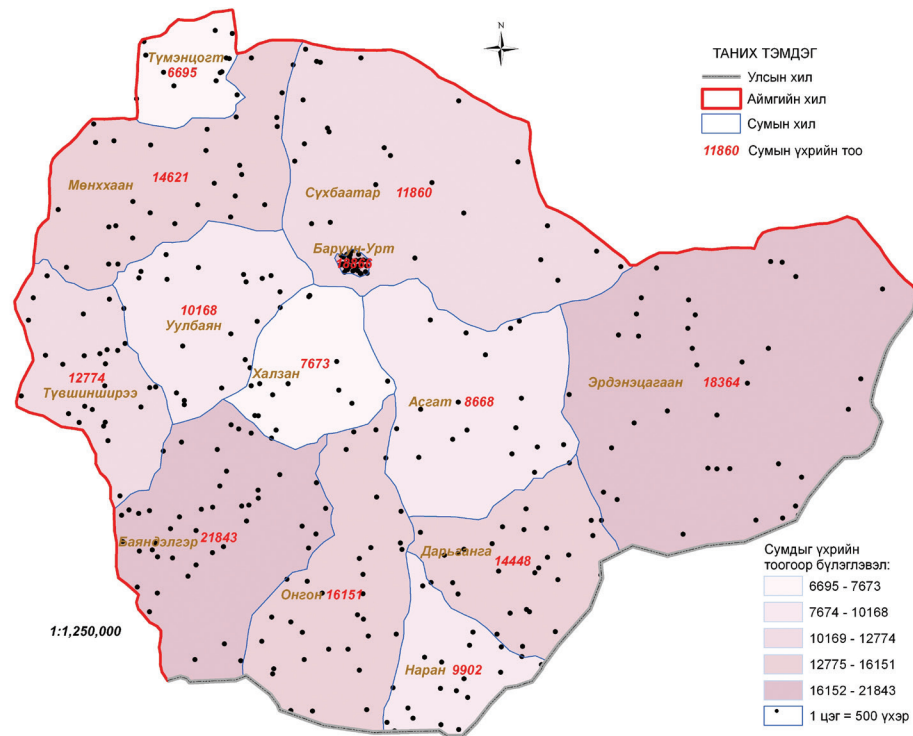 N
ТАНИХ ТЭМДЭГ
Улсын хил
Аймгийн хил
Сумын хил
11860 Сумын үхрийн тоо
Түмэнцогт
6695
Мөнххаан
14621
Сүхбаатар
11860
Баруун-Урт
10168
Уулбаян
Халзан
7673
12774
Түвшинширээ
Асгат
8668
Эрдэнэцагаан
18364
Баяндэлгэр
21843
Онгон
16151
Дарьганга
14448
Наран
9902
1:1,250,000
Сумдыг үхрийн
тоогоор бүлэглэвэл:
6695 - 7673
7674 - 10168
10169 - 12774
12775 - 16151
16152 - 21843
1 цэг = 500 үхэр